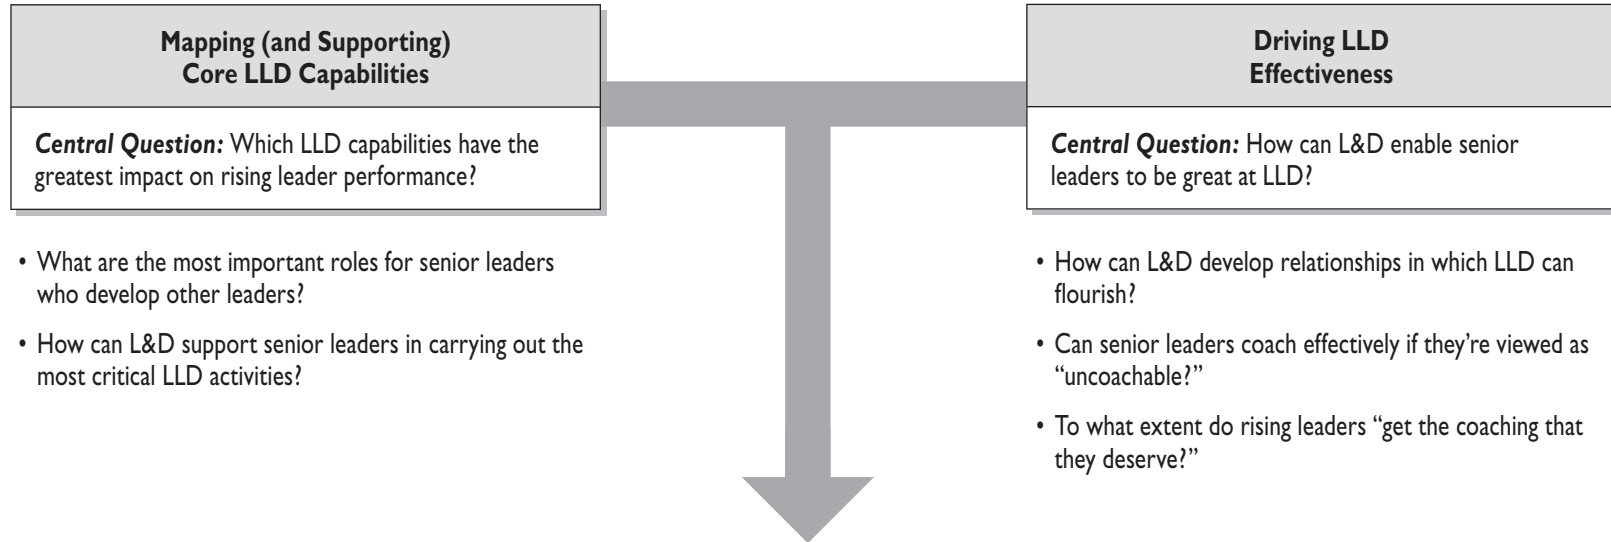 Mapping (and Supporting)
Core LLD Capabilities
Central Question: Which LLD capabilities have the
greatest impact on rising leader performance?
• What are the most important roles for senior leaders
who develop other leaders?
• How can L&D support senior leaders in carrying out the
most critical LLD activities?
Driving LLD
Effectiveness
Central Question: How can L&D enable senior
leaders to be great at LLD?
• How can L&D develop relationships in which LLD can
flourish?
• Can senior leaders coach effectively if they’re viewed as
“uncoachable?”
• To what extent do rising leaders “get the coaching that
they deserve?”